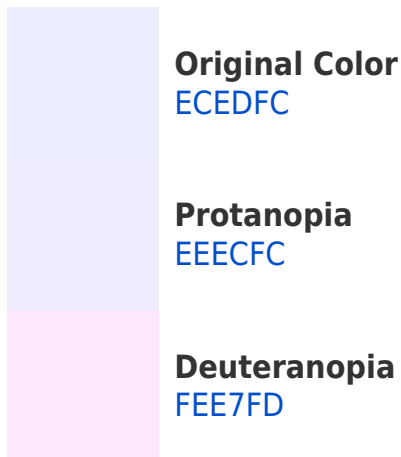 Original Color
ECEDFC
Protanopia
EEECFC
Deuteranopia
FEE7FD